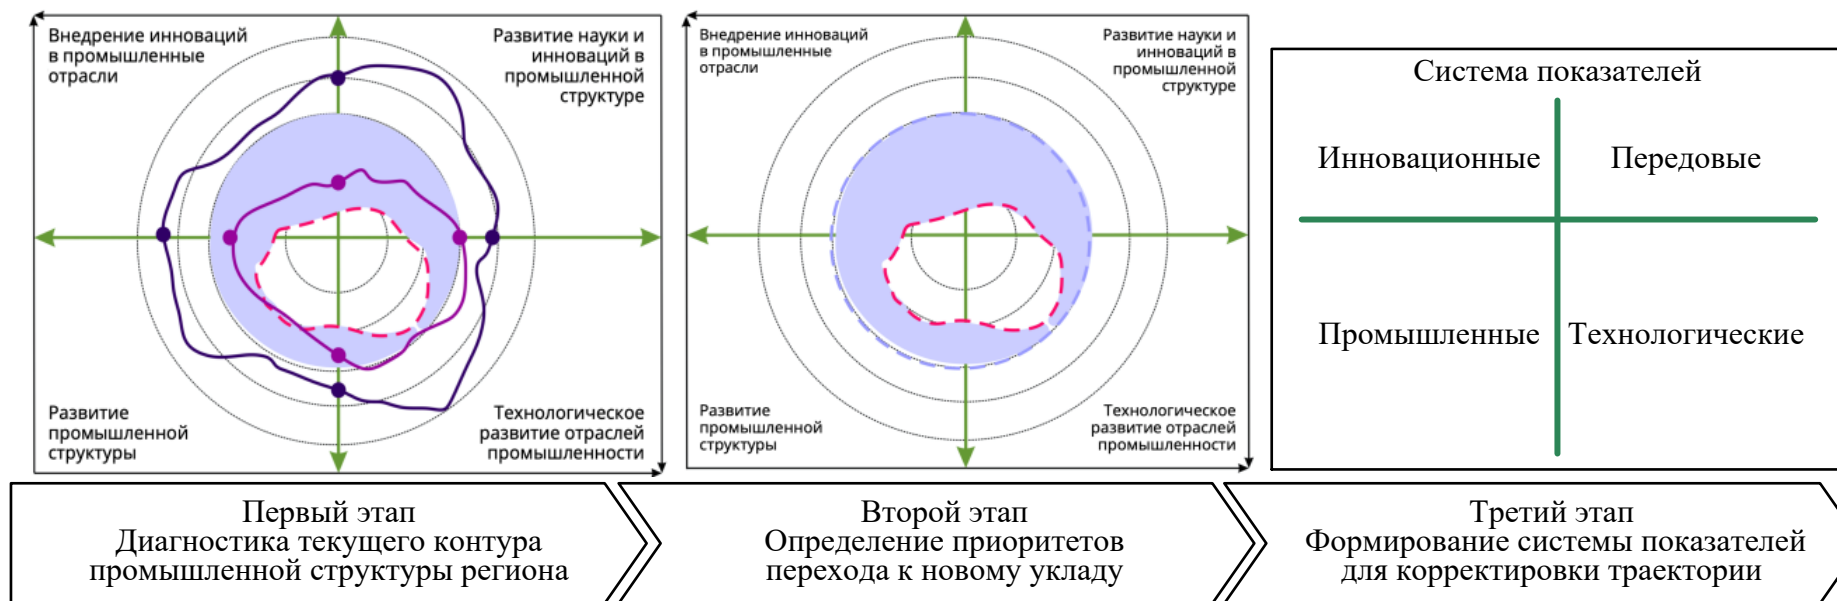 Внедрение инноваций
в промышленные
отрасли
Развитие науки и
инноваций в
промышленной
структуре
Развитие
промышленной
структуры
Технологическое
развитие отраслей
промышленности
Внедрение инноваций
в промышленные
отрасли
Развитие науки и
инноваций в
промышленной
структуре
Развитие
промышленной
структуры
Технологическое
развитие отраслей
промышленности
Система показателей
Инновационные
Передовые
Промышленные
Технологические
Первый этап
Диагностика текущего контура
промышленной структуры региона
Второй этап
Определение приоритетов
перехода к новому укладу
Третий этап
Формирование системы показателей
для корректировки траектории